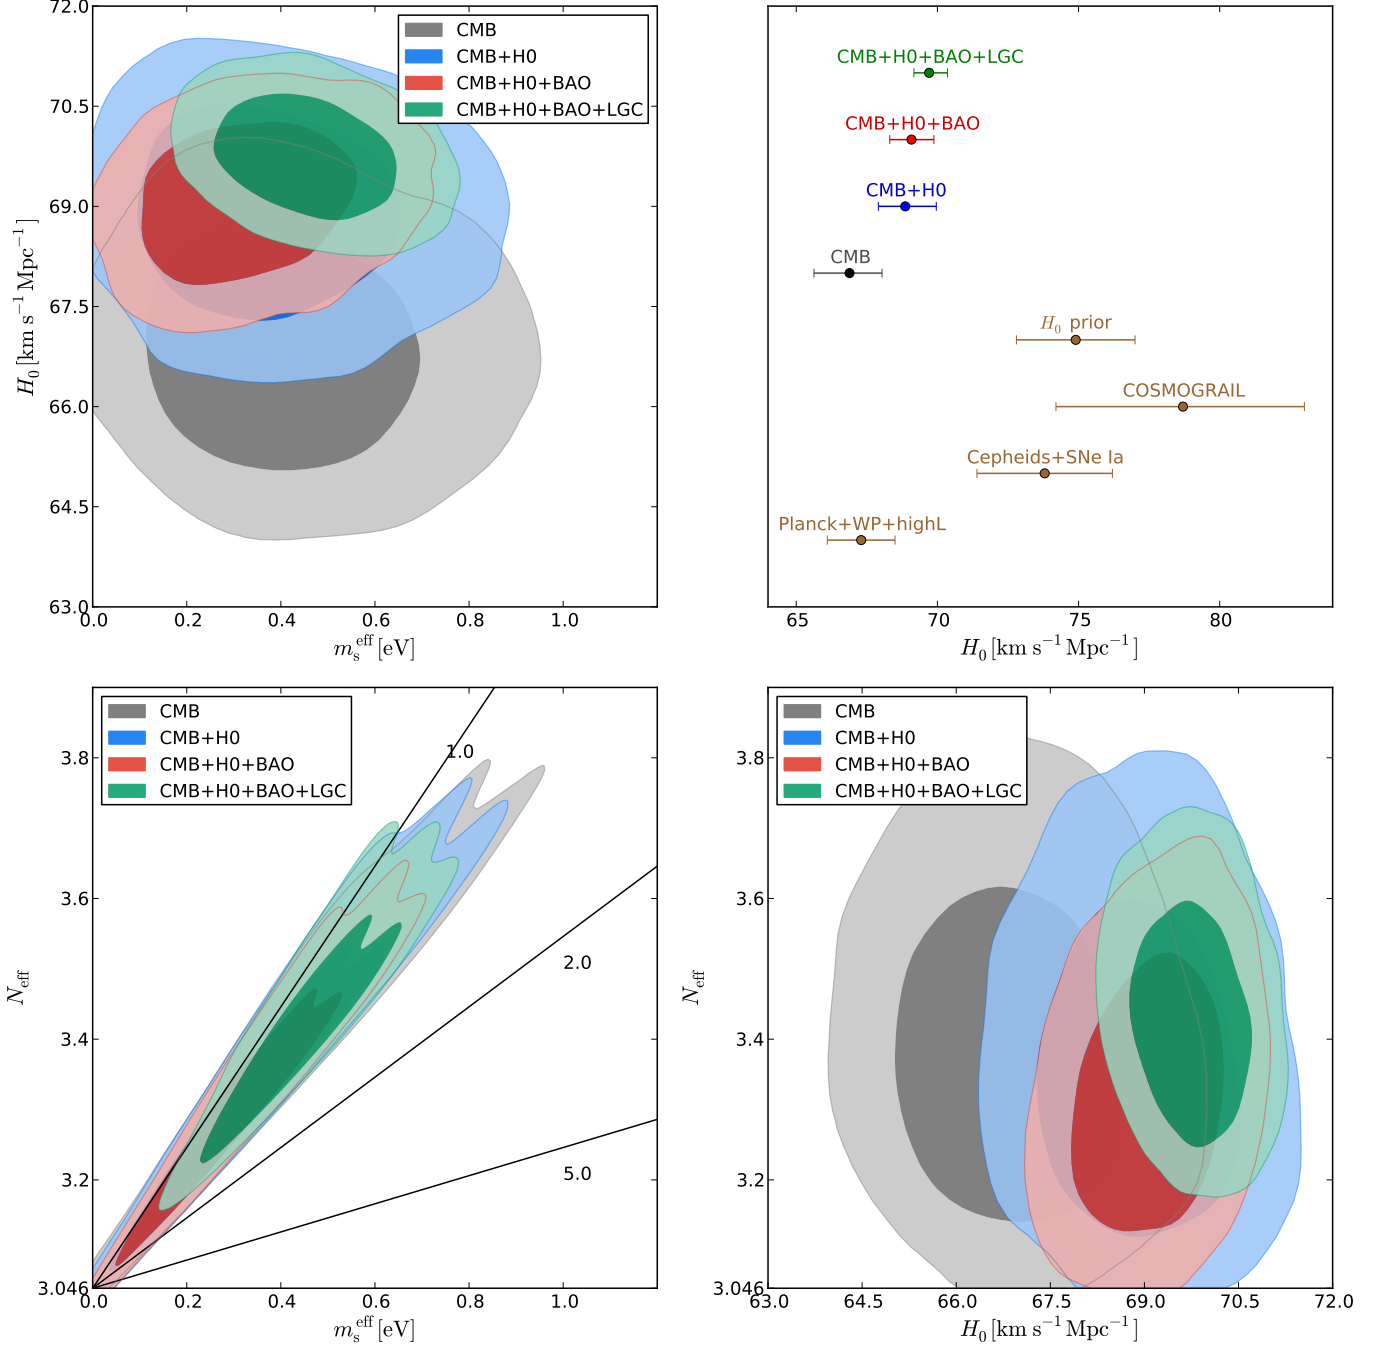 72.0
70.5
69.0
67.5
66.0
64.5
63.0
H₀ [km s⁻¹ Mpc⁻¹]
CMB
CMB+H0
CMB+H0+BAO
CMB+H0+BAO+LGC
0.0 0.2 0.4 0.6 0.8 1.0
mₛᵉᶠᶠ [eV]
CMB+H0+BAO+LGC
CMB+H0+BAO
CMB+H0
CMB
H₀ prior
COSMOGRAIL
Cepheids+SNe Ia
Planck+WP+highL
65 70 75 80
H₀ [km s⁻¹ Mpc⁻¹]
CMB
CMB+H0
CMB+H0+BAO
CMB+H0+BAO+LGC
1.0
2.0
5.0
3.8
3.6
3.4
3.2
3.046
N_eff
0.0 0.2 0.4 0.6 0.8 1.0
mₛᵉᶠᶠ [eV]
CMB
CMB+H0
CMB+H0+BAO
CMB+H0+BAO+LGC
3.8
3.6
3.4
3.2
3.046
N_eff
63.0 64.5 66.0 67.5 69.0 70.5 72.0
H₀ [km s⁻¹ Mpc⁻¹]